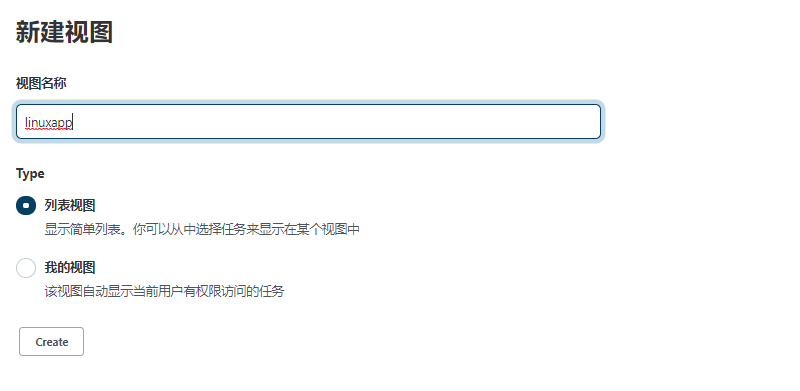 新建视图
视图名称
linuxapp
Type
列表视图
显示简单列表。你可以从中选择任务来显示在某个视图中
我的视图
该视图自动显示当前用户有权限访问的任务
Create